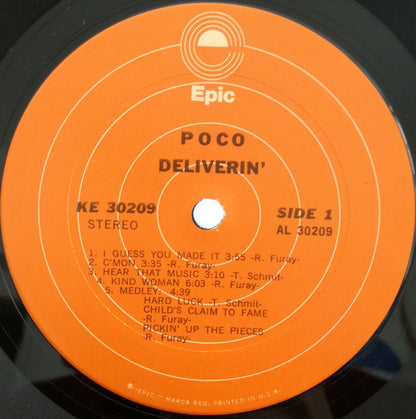 Epic
POCO
DELIVERIN'
KE 30209
STEREO
SIDE 1
AL 30209
1. I GUESS YOU MADE IT 3:55 -R. Furay-
2. C'MON 3:35 -R. Furay-
3. HEAR THAT MUSIC 3:10 -T. Schmit-
4. KIND WOMAN 6:03 -R. Furay-
5. MEDLEY: 4:39
HARD LUCK -T. Schmit-
CHILD'S CLAIM TO FAME
-R. Furay-
PICKIN' UP THE PIECES
-R. Furay-
"EPIC," MARCA REG. PRINTED IN U.S.A.